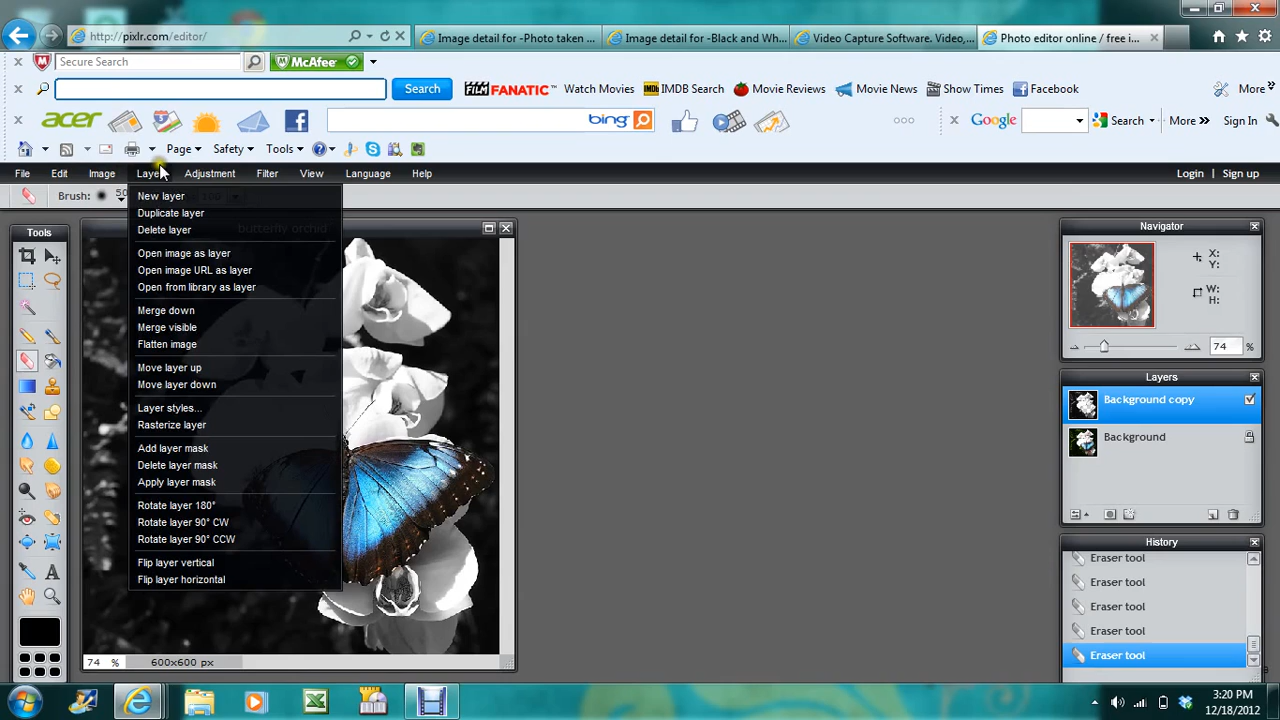 http://pixlr.com/editor/
Image detail for -Photo taken ...
Image detail for -Black and Wh...
Video Capture Software. Video,...
Photo editor online / free i...
Secure Search
McAfee
Search
FILM FANATIC™
Watch Movies
IMDB Search
Movie Reviews
Movie News
Show Times
Facebook
More »
acer
bing
Google
Search
More »
Sign In
Page
Safety
Tools
File
Edit
Image
Layer
Adjustment
Filter
View
Language
Help
Login
Sign up
Brush:
50
100
butterfly orchid
New layer
Duplicate layer
Delete layer
Open image as layer
Open image URL as layer
Open from library as layer
Merge down
Merge visible
Flatten image
Move layer up
Move layer down
Layer styles...
Rasterize layer
Add layer mask
Delete layer mask
Apply layer mask
Rotate layer 180°
Rotate layer 90° CW
Rotate layer 90° CCW
Flip layer vertical
Flip layer horizontal
Tools
74 %
600x600 px
Navigator
X:
Y:
W:
H:
74 %
Layers
Background copy
Background
History
Eraser tool
Eraser tool
Eraser tool
Eraser tool
Eraser tool
3:20 PM
12/18/2012